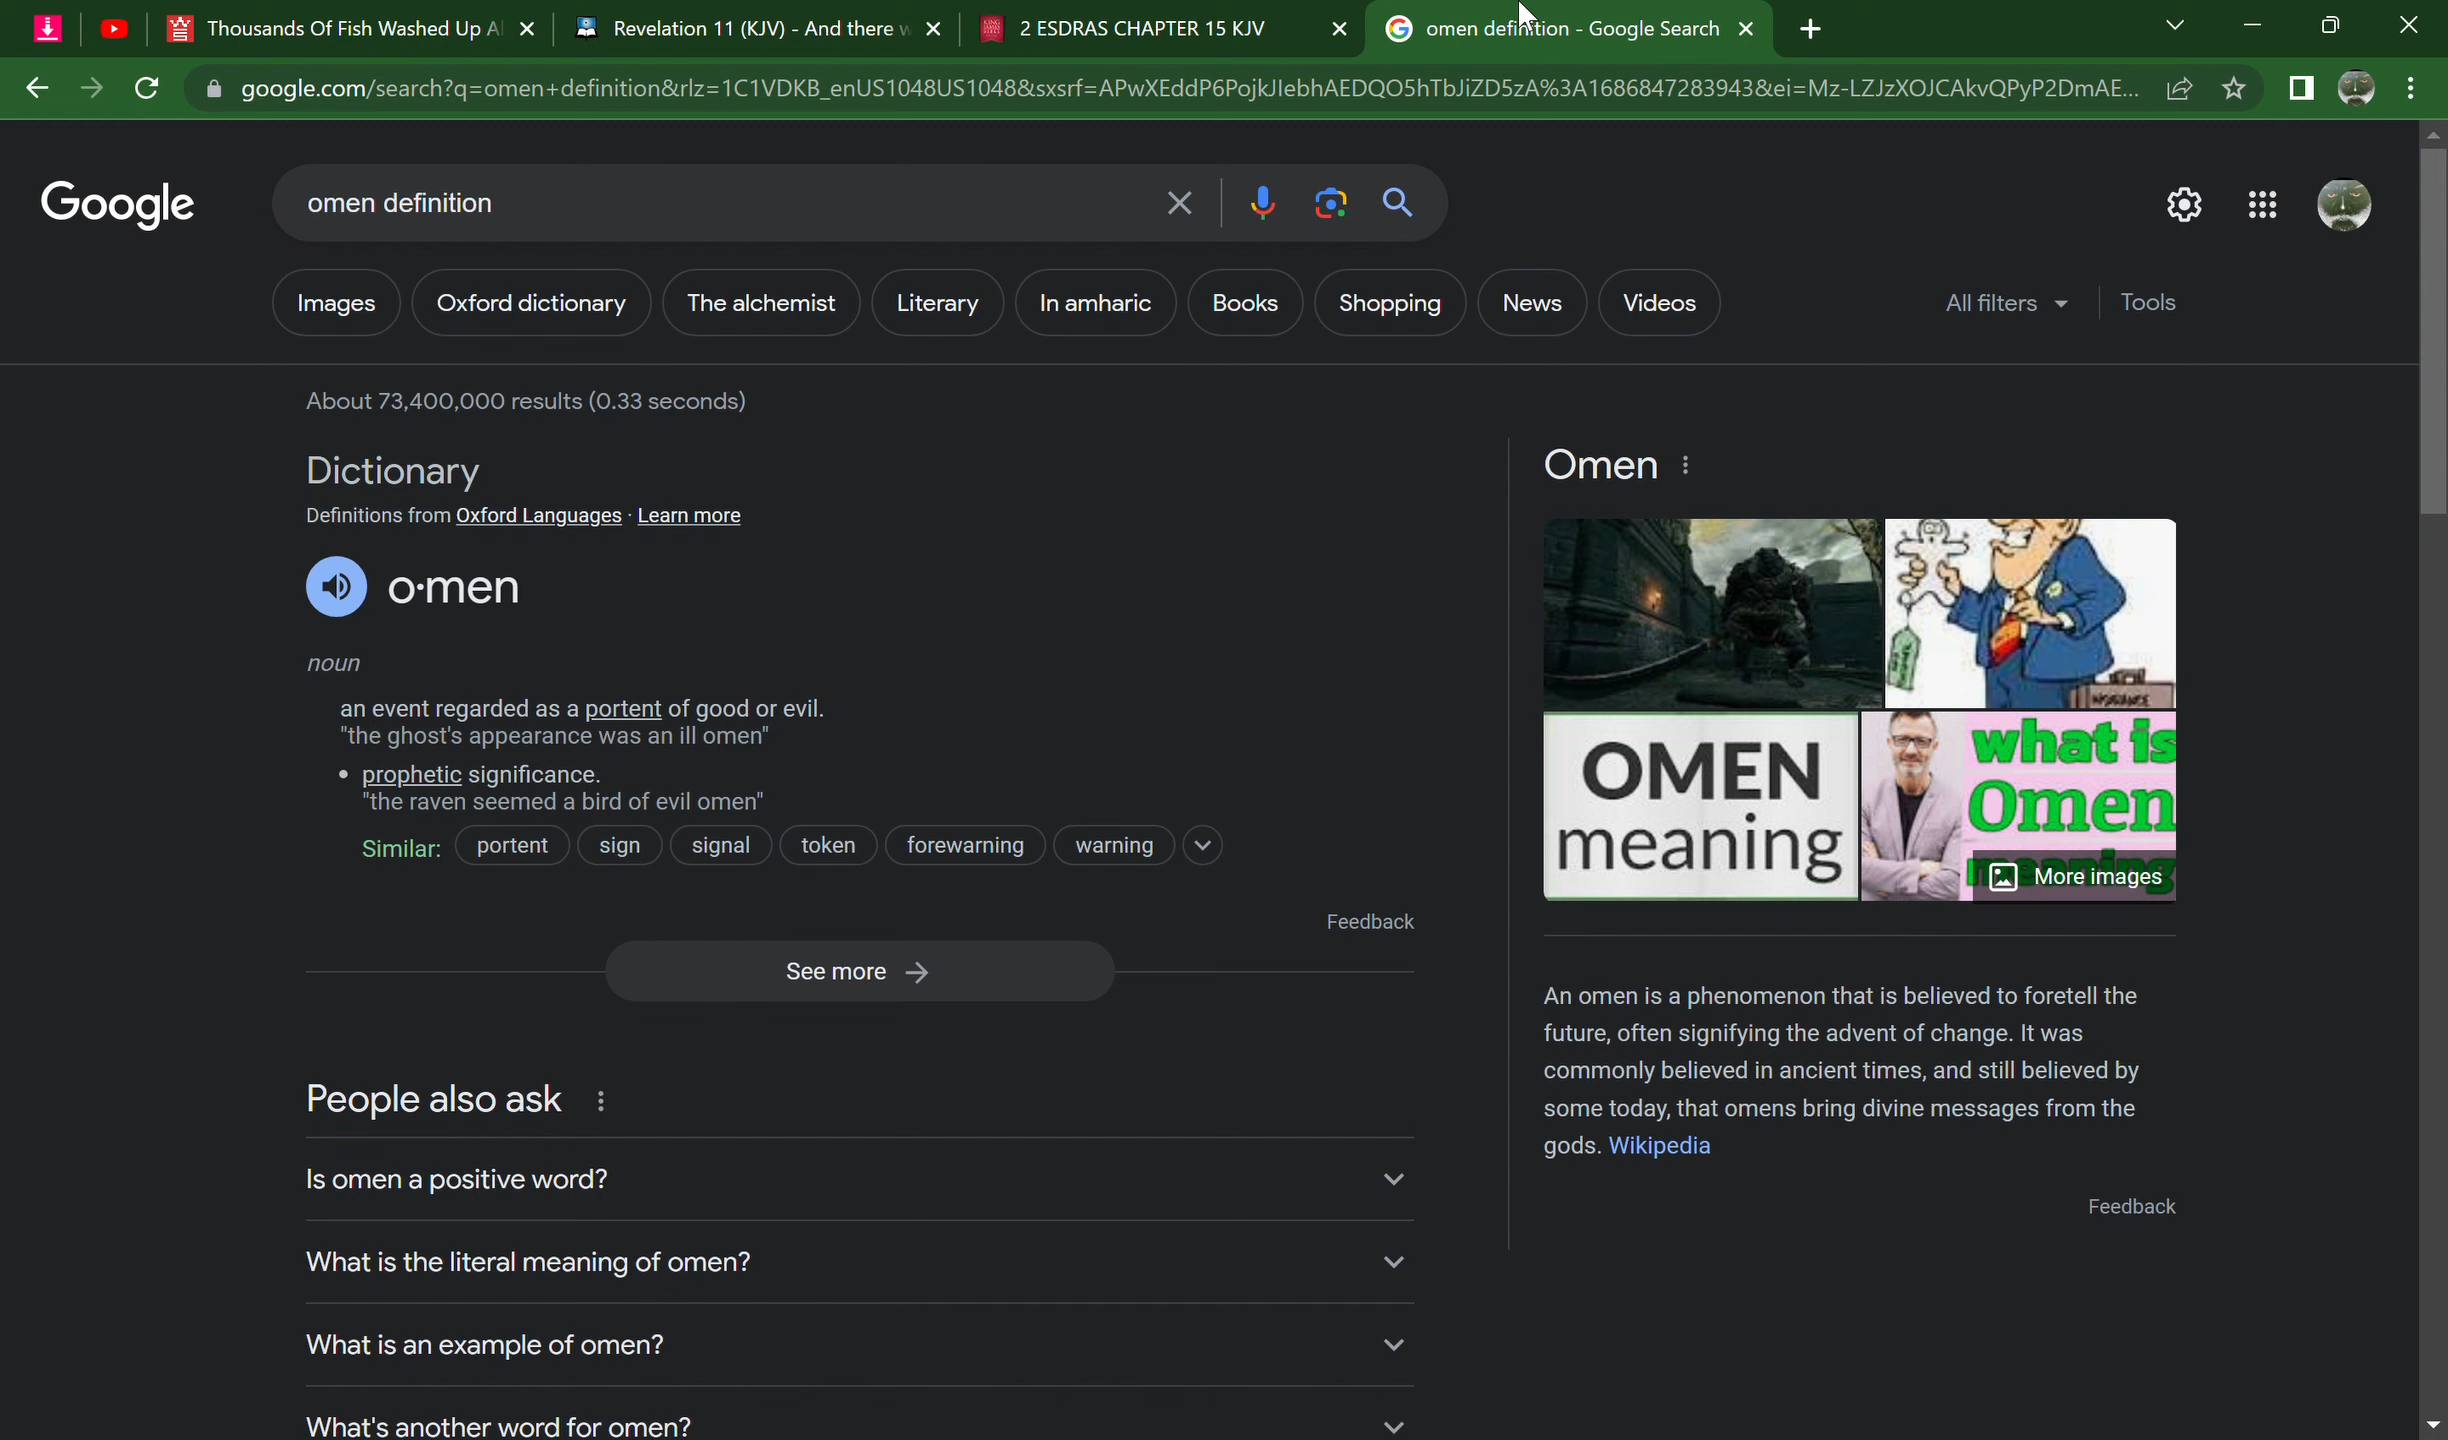 Thousands Of Fish Washed Up Al
Revelation 11 (KJV) - And there w
2 ESDRAS CHAPTER 15 KJV
omen definition - Google Search
google.com/search?q=omen+definition&rlz=1C1VDKB_enUS1048US1048&sxsrf=APwXEddP6PojkJlebhAEDQO5hTbJiZD5zA%3A1686847283943&ei=Mz-LZJzXOJCAkvQPyP2DmAE...
Google
omen definition
Images
Oxford dictionary
The alchemist
Literary
In amharic
Books
Shopping
News
Videos
All filters
Tools
About 73,400,000 results (0.33 seconds)
Dictionary
Definitions from Oxford Languages · Learn more
o·men
noun
an event regarded as a portent of good or evil.
"the ghost's appearance was an ill omen"
• prophetic significance.
"the raven seemed a bird of evil omen"
Similar: portent sign signal token forewarning warning
Feedback
See more
People also ask
Is omen a positive word?
What is the literal meaning of omen?
What is an example of omen?
What's another word for omen?
Omen
OMEN
meaning
what is
Omen
meaning
More images
An omen is a phenomenon that is believed to foretell the
future, often signifying the advent of change. It was
commonly believed in ancient times, and still believed by
some today, that omens bring divine messages from the
gods. Wikipedia
Feedback